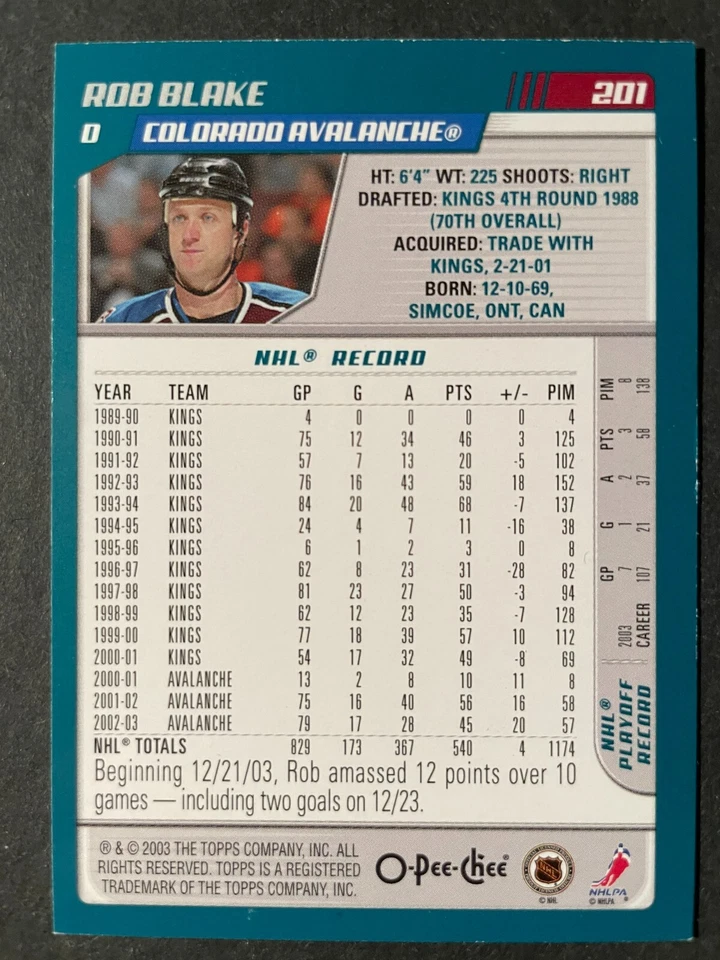 ROB BLAKE
201
D COLORADO AVALANCHE®
HT: 6'4" WT: 225 SHOOTS: RIGHT
DRAFTED: KINGS 4TH ROUND 1988
(70TH OVERALL)
ACQUIRED: TRADE WITH
KINGS, 2-21-01
BORN: 12-10-69,
SIMCOE, ONT, CAN
NHL® RECORD
YEAR TEAM GP G A PTS +/- PIM
1989-90 KINGS 4 0 0 0 0 4
1990-91 KINGS 75 12 34 46 3 125
1991-92 KINGS 57 7 13 20 -5 102
1992-93 KINGS 76 16 43 59 18 152
1993-94 KINGS 84 20 48 68 -7 137
1994-95 KINGS 24 4 7 11 -16 38
1995-96 KINGS 6 1 2 3 0 8
1996-97 KINGS 62 8 23 31 -28 82
1997-98 KINGS 81 23 27 50 -3 94
1998-99 KINGS 62 12 23 35 -7 128
1999-00 KINGS 77 18 39 57 10 112
2000-01 KINGS 54 17 32 49 -8 69
2000-01 AVALANCHE 13 2 8 10 11 8
2001-02 AVALANCHE 75 16 40 56 16 58
2002-03 AVALANCHE 79 17 28 45 20 57
NHL® TOTALS 829 173 367 540 4 1174
Beginning 12/21/03, Rob amassed 12 points over 10
games — including two goals on 12/23.
NHL®
PLAYOFF
RECORD
GP G A PTS PIM
2003 7 1 2 3 8
CAREER 107 21 37 58 138
® & © 2003 THE TOPPS COMPANY, INC. ALL
RIGHTS RESERVED. TOPPS IS A REGISTERED
TRADEMARK OF THE TOPPS COMPANY, INC.
O-Pee-Chee®
NHL
© NHL
NHLPA
© NHLPA ®